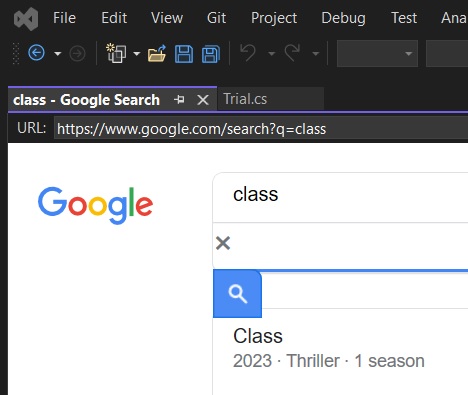 File Edit View Git Project Debug Test
class - Google Search Trial.cs
URL: https://www.google.com/search?q=class
Google
class
Class
2023 · Thriller · 1 season